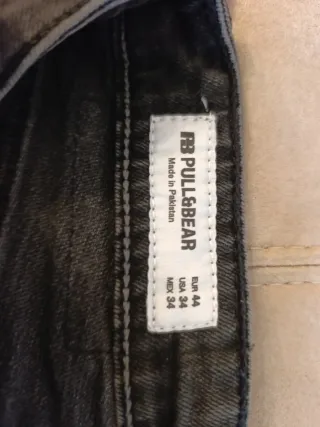 PB PULL&BEAR
Made in Pakistan
EUR 44
USA 34
MEX 34